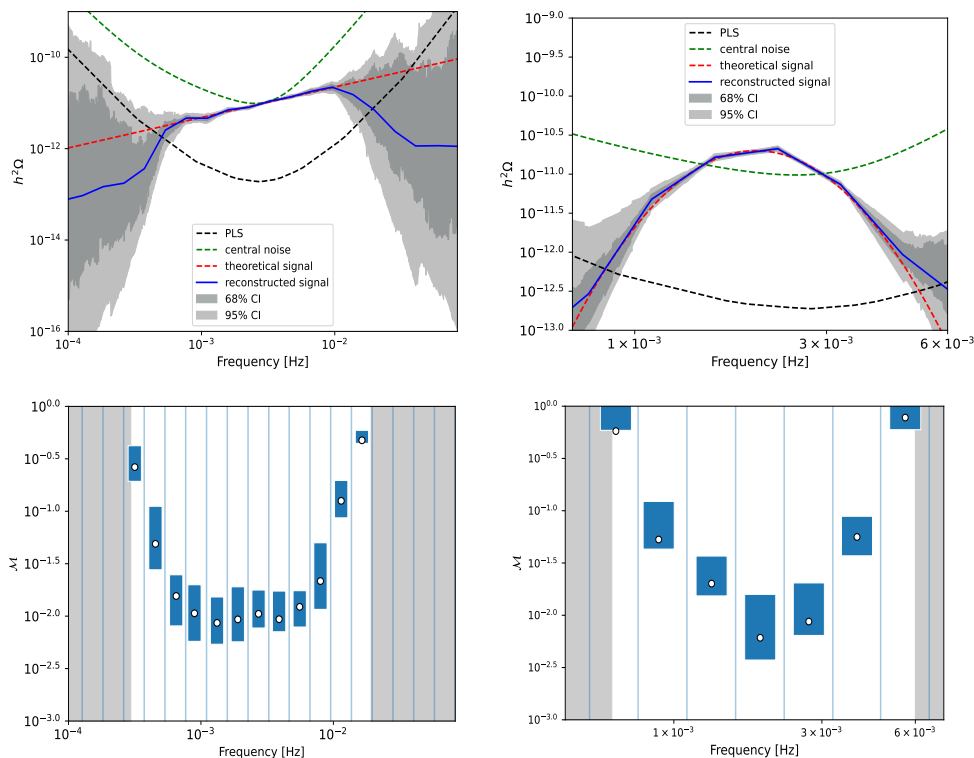 10⁻¹⁰
10⁻¹²
10⁻¹⁴
10⁻¹⁶
h²Ω
10⁻⁴
10⁻³
10⁻²
Frequency [Hz]
PLS
central noise
theoretical signal
reconstructed signal
68% CI
95% CI
10⁻⁹·⁰
10⁻⁹·⁵
10⁻¹⁰·⁰
10⁻¹⁰·⁵
10⁻¹¹·⁰
10⁻¹¹·⁵
10⁻¹²·⁰
10⁻¹²·⁵
10⁻¹³·⁰
h²Ω
PLS
central noise
theoretical signal
reconstructed signal
68% CI
95% CI
1 × 10⁻³
3 × 10⁻³
6 × 10⁻³
Frequency [Hz]
10⁰·⁰
10⁻⁰·⁵
10⁻¹·⁰
10⁻¹·⁵
10⁻²·⁰
10⁻²·⁵
10⁻³·⁰
ℳ
10⁻⁴
10⁻³
10⁻²
Frequency [Hz]
10⁰·⁰
10⁻⁰·⁵
10⁻¹·⁰
10⁻¹·⁵
10⁻²·⁰
10⁻²·⁵
10⁻³·⁰
ℳ
1 × 10⁻³
3 × 10⁻³
6 × 10⁻³
Frequency [Hz]